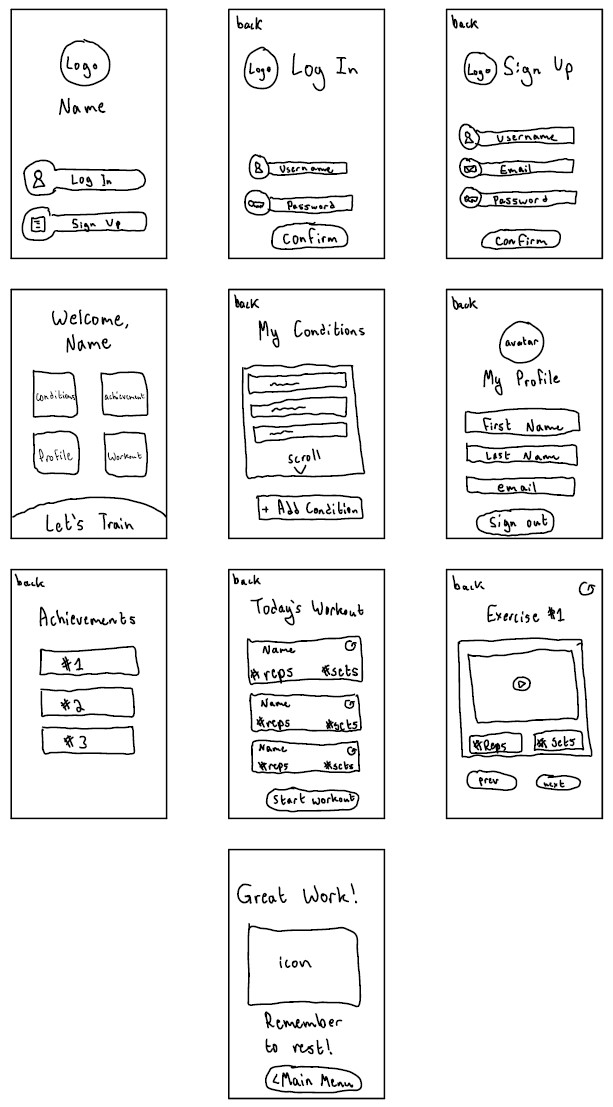 Logo
Name
Log In
Sign Up
back
Logo
Log In
Username
Password
Confirm
back
Logo
Sign Up
Username
Email
Password
Confirm
Welcome,
Name
Conditions
achievement
Profile
Workout
Let's Train
back
My Conditions
scroll
+ Add Condition
back
avatar
My Profile
First Name
Last Name
email
Sign out
back
Achievements
#1
#2
#3
back
Today's Workout
Name
#reps #sets
Name
#reps #sets
Name
#reps #sets
Start Workout
back
Exercise #1
#Reps #Sets
prev next
Great Work!
icon
Remember
to rest!
<Main Menu